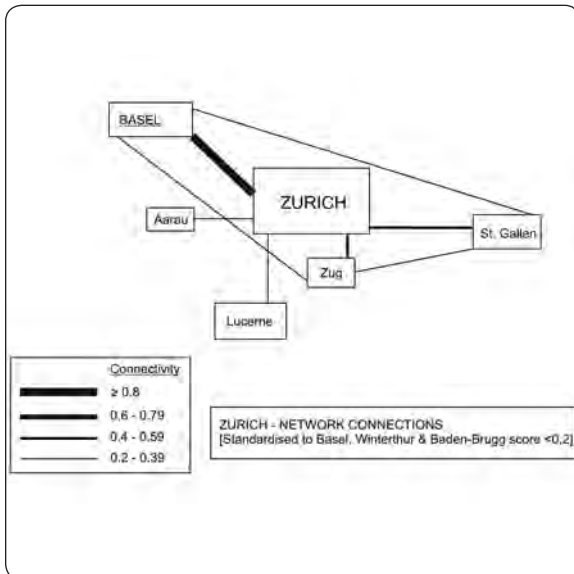 BASEL
ZURICH
Aarau
St. Gallen
Zug
Lucerne
Connectivity
≥ 0.8
0.6 - 0.79
0.4 - 0.59
0.2 - 0.39
ZURICH - NETWORK CONNECTIONS
[Standardised to Basel, Winterthur & Baden-Brugg score <0,2]